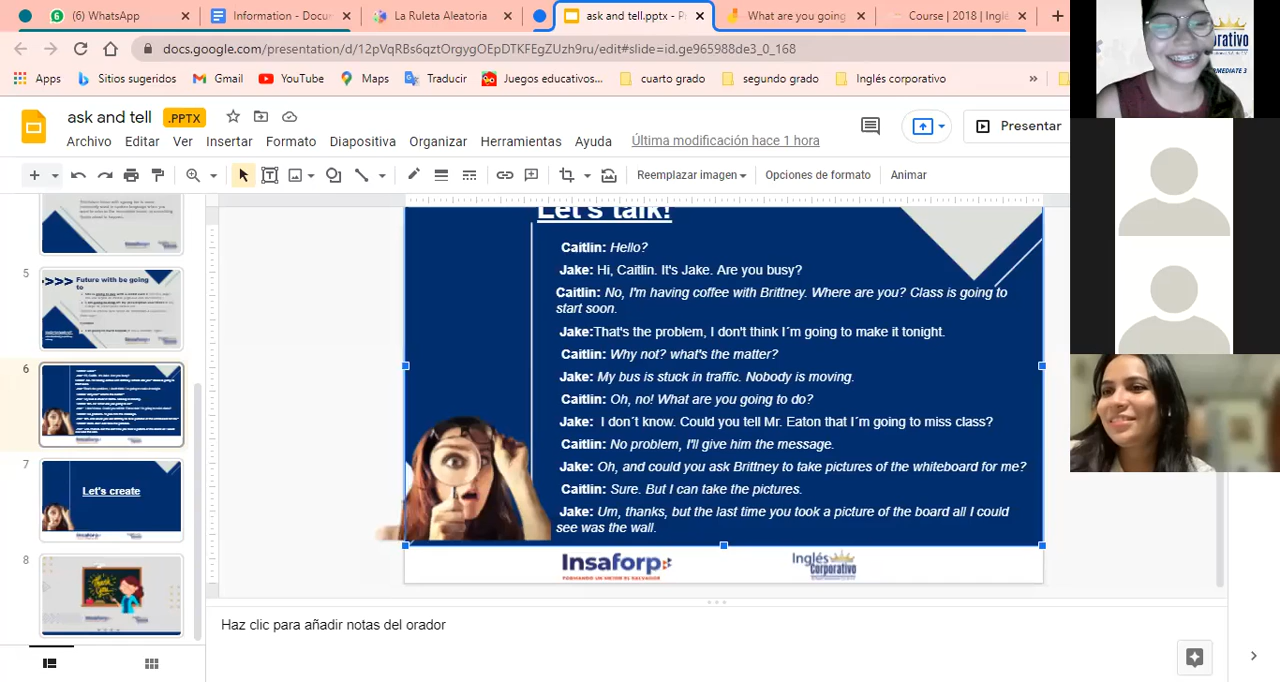 (6) WhatsApp
Information - Docu
La Ruleta Aleatoria
ask and tell.pptx - P
What are you going
Course | 2018 | Inglé
docs.google.com/presentation/d/12pVqRBs6qztOrgygOEpDTKFEgZUzh9ru/edit#slide=id.ge965988de3_0_168
Apps
Sitios sugeridos
Gmail
YouTube
Maps
Traducir
Juegos educativos...
cuarto grado
segundo grado
Inglés corporativo
ask and tell .PPTX
Archivo Editar Ver Insertar Formato Diapositiva Organizar Herramientas Ayuda
Última modificación hace 1 hora
Presentar
Reemplazar imagen
Opciones de formato
Animar
Let's talk!
Caitlin: Hello?
Jake: Hi, Caitlin. It's Jake. Are you busy?
Caitlin: No, I'm having coffee with Brittney. Where are you? Class is going to
start soon.
Jake:That's the problem, I don't think I´m going to make it tonight.
Caitlin: Why not? what's the matter?
Jake: My bus is stuck in traffic. Nobody is moving.
Caitlin: Oh, no! What are you going to do?
Jake: I don´t know. Could you tell Mr. Eaton that I´m going to miss class?
Caitlin: No problem, I'll give him the message.
Jake: Oh, and could you ask Brittney to take pictures of the whiteboard for me?
Caitlin: Sure. But I can take the pictures.
Jake: Um, thanks, but the last time you took a picture of the board all I could
see was the wall.
Insaforp
Inglés
Corporativo
5
>>> Future with be going
to
6
7
Let's create
8
Haz clic para añadir notas del orador